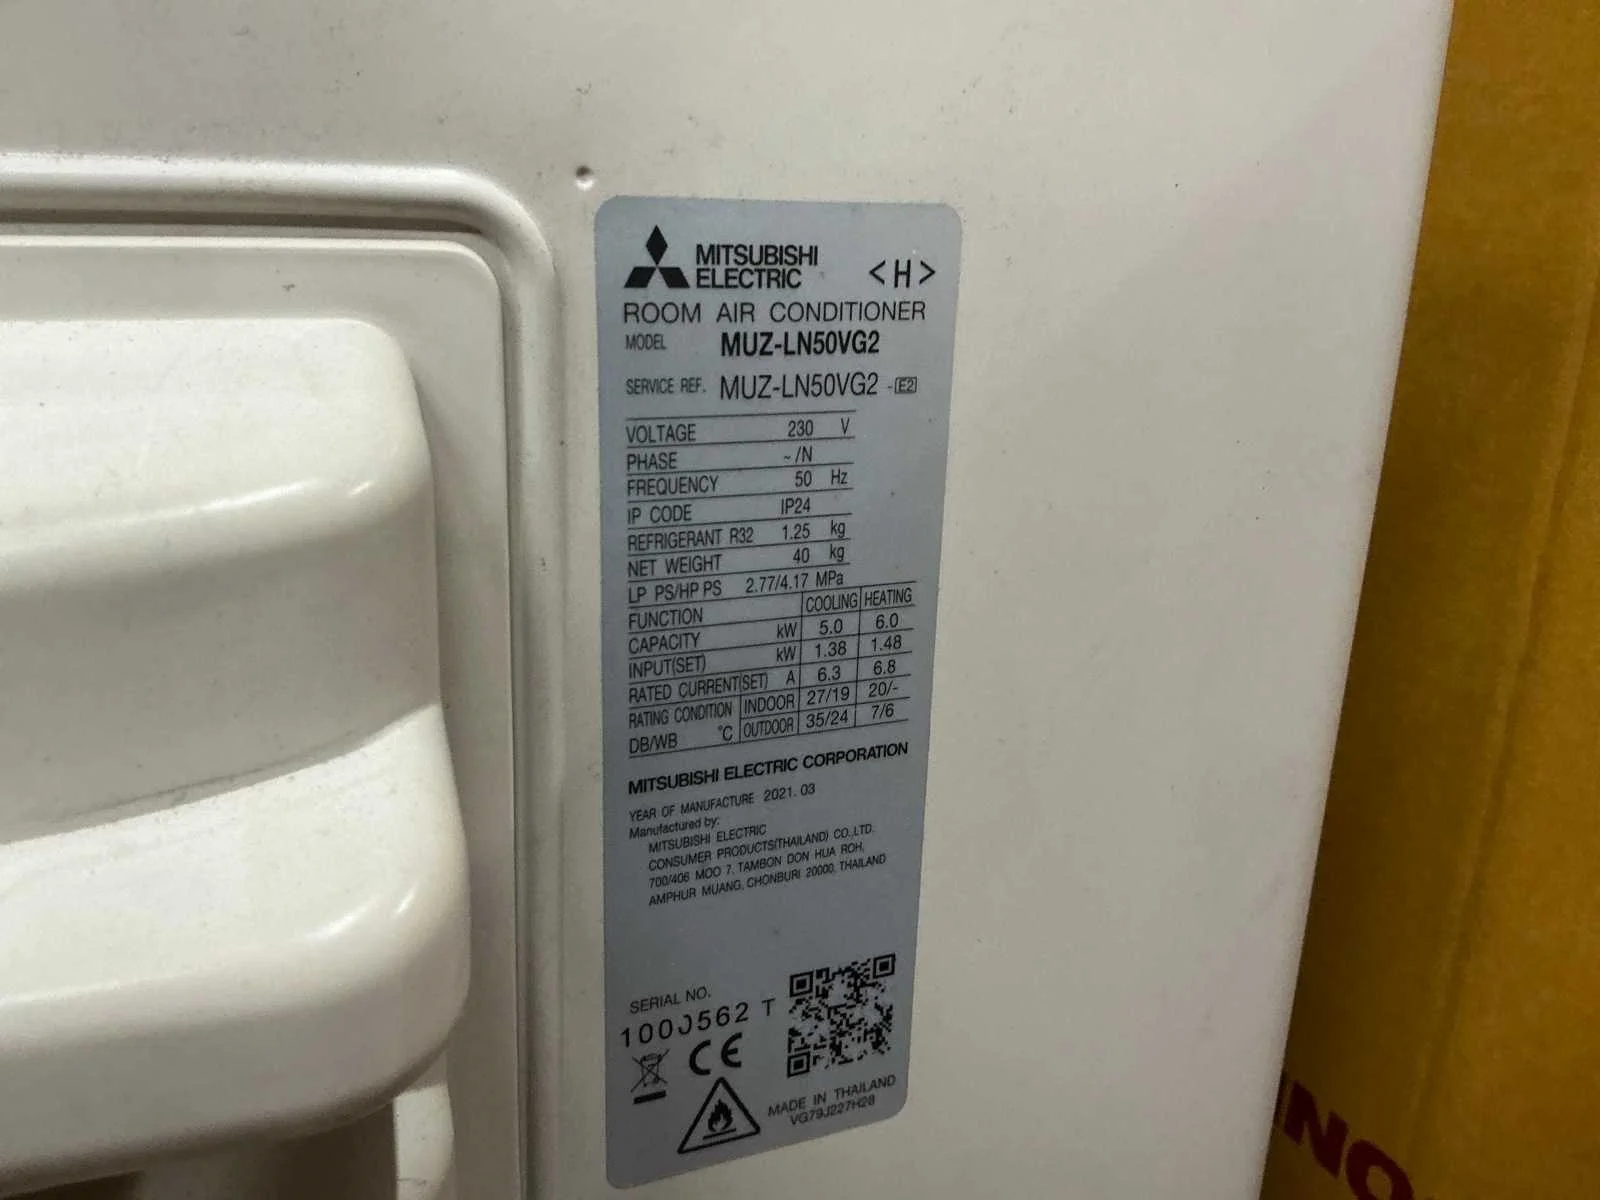 MITSUBISHI
ELECTRIC <H>
ROOM AIR CONDITIONER
MODEL MUZ-LN50VG2
SERVICE REF. MUZ-LN50VG2 -E2
VOLTAGE 230 V
PHASE ~/N
FREQUENCY 50 Hz
IP CODE IP24
REFRIGERANT R32 1.25 kg
NET WEIGHT 40 kg
LP PS/HP PS 2.77/4.17 MPa
FUNCTION COOLING HEATING
CAPACITY kW 5.0 6.0
INPUT(SET) kW 1.38 1.48
RATED CURRENT(SET) A 6.3 6.8
RATING CONDITION INDOOR 27/19 20/-
DB/WB °C OUTDOOR 35/24 7/6
MITSUBISHI ELECTRIC CORPORATION
YEAR OF MANUFACTURE 2021.03
Manufactured by:
MITSUBISHI ELECTRIC
CONSUMER PRODUCTS(THAILAND) CO.,LTD.
700/406 MOO 7, TAMBON DON HUA ROH,
AMPHUR MUANG, CHONBURI 20000, THAILAND
SERIAL NO.
1000562 T
CE
MADE IN THAILAND
VG79J227H28